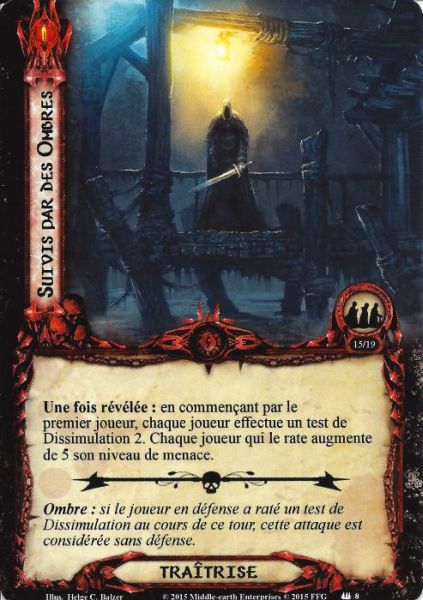 Suivis par des Ombres
15/19
Une fois révélée : en commençant par le
premier joueur, chaque joueur effectue un test de
Dissimulation 2. Chaque joueur qui le rate augmente
de 5 son niveau de menace.
Ombre : si le joueur en défense a raté un test de
Dissimulation au cours de ce tour, cette attaque est
considérée sans défense.
TRAÎTRISE
Illus. Helge C. Balzer © 2015 Middle-earth Enterprises © 2015 FFG 8